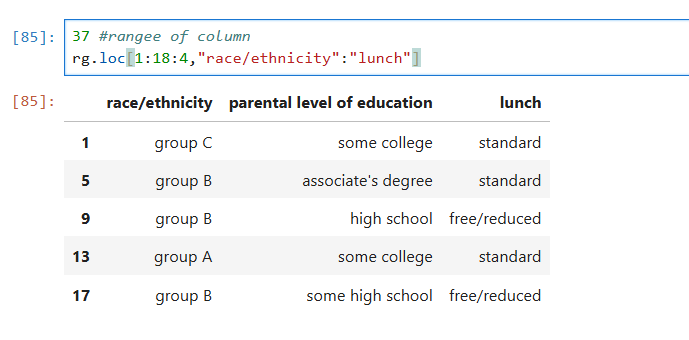 [85]: 37 #rangee of column
rg.loc[1:18:4,"race/ethnicity":"lunch"]
[85]:
race/ethnicity parental level of education lunch
1 group C some college standard
5 group B associate's degree standard
9 group B high school free/reduced
13 group A some college standard
17 group B some high school free/reduced